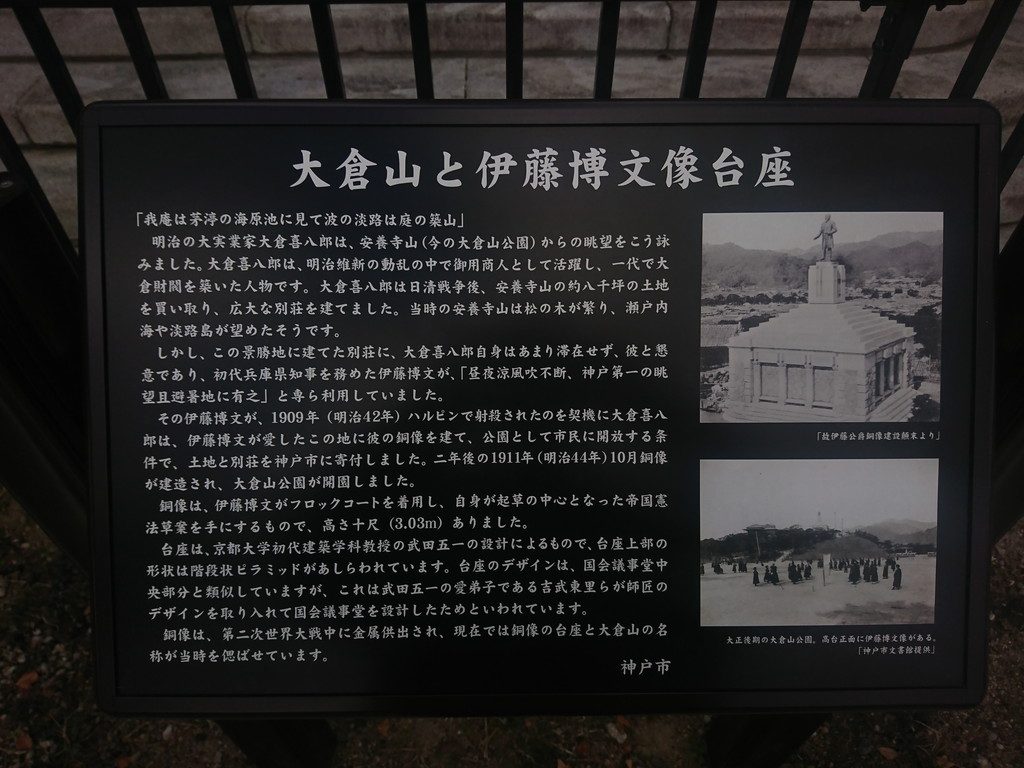 大倉山と伊藤博文像台座
「我庵は茅渟の海原池に見て波の淡路は庭の築山」
明治の大実業家大倉喜八郎は、安養寺山(今の大倉山公園)からの眺望をこう詠
みました。大倉喜八郎は、明治維新の動乱の中で御用商人として活躍し、一代で大
倉財閥を築いた人物です。大倉喜八郎は日清戦争後、安養寺山の約八千坪の土地
を買い取り、広大な別荘を建てました。当時の安養寺山は松の木が繁り、瀬戸内
海や淡路島が望めたそうです。
しかし、この景勝地に建てた別荘に、大倉喜八郎自身はあまり滞在せず、彼と懇
意であり、初代兵庫県知事を務めた伊藤博文が、「昼夜涼風吹不断、神戸第一の眺
望且避暑地に有之」と専ら利用していました。
その伊藤博文が、1909年(明治42年)ハルビンで射殺されたのを契機に大倉喜八
郎は、伊藤博文が愛したこの地に彼の銅像を建て、公園として市民に開放する条
件で、土地と別荘を神戸市に寄付しました。二年後の1911年(明治44年)10月銅像
が建造され、大倉山公園が開園しました。
銅像は、伊藤博文がフロックコートを着用し、自身が起草の中心となった帝国憲
法草案を手にするもので、高さ十尺(3.03m)ありました。
台座は、京都大学初代建築学科教授の武田五一の設計によるもので、台座上部の
形状は階段状ピラミッドがあしらわれています。台座のデザインは、国会議事堂中
央部分と類似していますが、これは武田五一の愛弟子である吉武東里らが師匠の
デザインを取り入れて国会議事堂を設計したためといわれています。
銅像は、第二次世界大戦中に金属供出され、現在では銅像の台座と大倉山の名
称が当時を偲ばせています。
神戸市
「故伊藤公爵銅像建設顛末より」
大正後期の大倉山公園。高台正面に伊藤博文像がある。
「神戸市文書館提供」